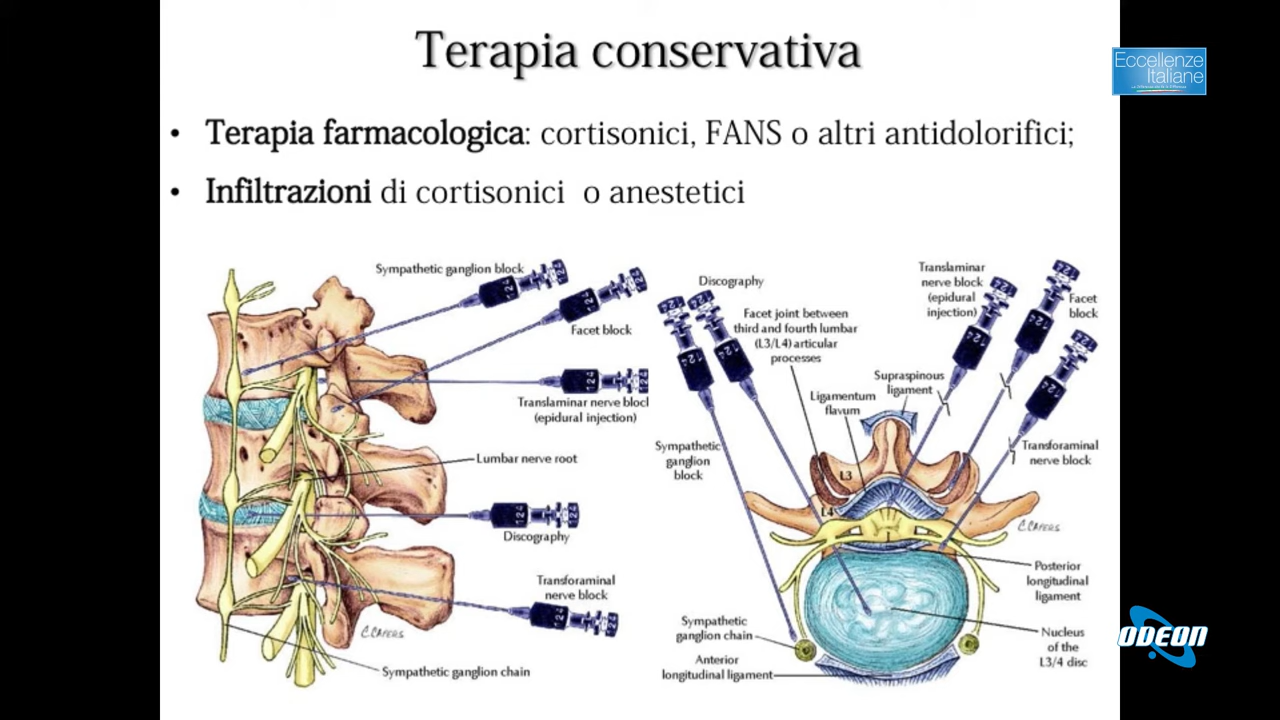 Terapia conservativa
Eccellenze
Italiane
• Terapia farmacologica: cortisonici, FANS o altri antidolorifici;
• Infiltrazioni di cortisonici o anestetici
Sympathetic ganglion block
Facet block
Translaminar nerve blocl
(epidural injection)
Lumbar nerve root
Discography
Transforaminal
nerve block
C.CAPERS
Sympathetic ganglion chain
Discography
Facet joint between
third and fourth lumbar
(L3/L4) articular
processes
Translaminar
nerve block
(epidural
injection)
Facet
block
Supraspinous
ligament
Ligamentum
flavum
Sympathetic
ganglion
block
Transforaminal
nerve block
L3
L4
C.CAPERS
Posterior
longitudinal
ligament
Sympathetic
ganglion chain
Nucleus
of the
L3/4 disc
Anterior
longitudinal ligament
ODEON